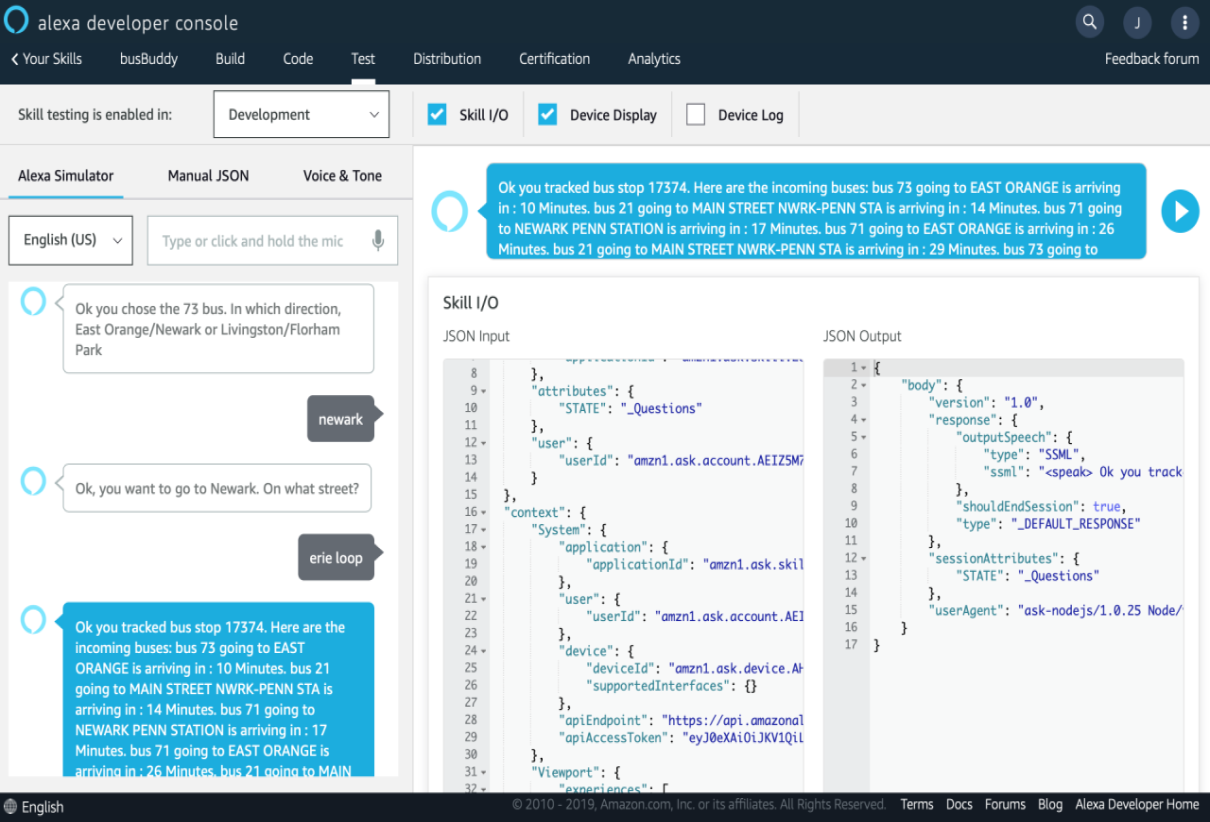 alexa developer console
J
Your Skills busBuddy Build Code Test Distribution Certification Analytics Feedback forum
Skill testing is enabled in: Development Skill I/O Device Display Device Log
Alexa Simulator Manual JSON Voice & Tone
English (US) Type or click and hold the mic
Ok you chose the 73 bus. In which direction,
East Orange/Newark or Livingston/Florham
Park
newark
Ok, you want to go to Newark. On what street?
erie loop
Ok you tracked bus stop 17374. Here are the
incoming buses: bus 73 going to EAST
ORANGE is arriving in : 10 Minutes. bus 21
going to MAIN STREET NWRK-PENN STA is
arriving in : 14 Minutes. bus 71 going to
NEWARK PENN STATION is arriving in : 17
Minutes. bus 71 going to EAST ORANGE is
arriving in : 26 Minutes. bus 21 going to MAIN
Ok you tracked bus stop 17374. Here are the incoming buses: bus 73 going to EAST ORANGE is arriving
in : 10 Minutes. bus 21 going to MAIN STREET NWRK-PENN STA is arriving in : 14 Minutes. bus 71 going
to NEWARK PENN STATION is arriving in : 17 Minutes. bus 71 going to EAST ORANGE is arriving in : 26
Minutes. bus 21 going to MAIN STREET NWRK-PENN STA is arriving in : 29 Minutes. bus 73 going to
Skill I/O
JSON Input
8 },
9 "attributes": {
10 "STATE": "_Questions"
11 },
12 "user": {
13 "userId": "amzn1.ask.account.AEIZ5M7
14 }
15 },
16 "context": {
17 "System": {
18 "application": {
19 "applicationId": "amzn1.ask.skil
20 },
21 "user": {
22 "userId": "amzn1.ask.account.AEI
23 },
24 "device": {
25 "deviceId": "amzn1.ask.device.AH
26 "supportedInterfaces": {}
27 },
28 "apiEndpoint": "https://api.amazonal
29 "apiAccessToken": "eyJ0eXAiOiJKV1QiL
30 },
31 "Viewport": {
32 "experiences": [
JSON Output
1 {
2 "body": {
3 "version": "1.0",
4 "response": {
5 "outputSpeech": {
6 "type": "SSML",
7 "ssml": "<speak> Ok you track
8 },
9 "shouldEndSession": true,
10 "type": "_DEFAULT_RESPONSE"
11 },
12 "sessionAttributes": {
13 "STATE": "_Questions"
14 },
15 "userAgent": "ask-nodejs/1.0.25 Node/
16 }
17 }
English © 2010 - 2019, Amazon.com, Inc. or its affiliates. All Rights Reserved. Terms Docs Forums Blog Alexa Developer Home